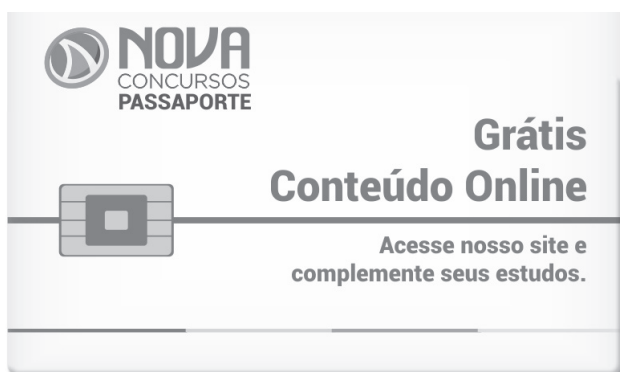 NOVA
CONCURSOS
PASSAPORTE
Grátis
Conteúdo Online
Acesse nosso site e
complemente seus estudos.